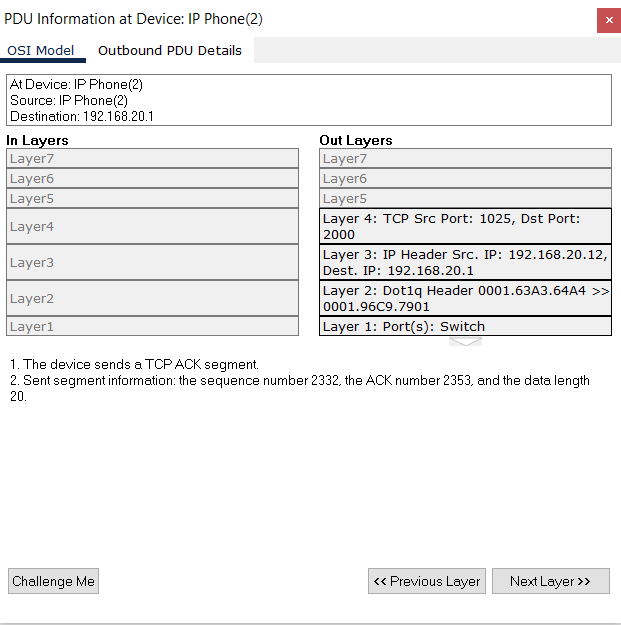 PDU Information at Device: IP Phone(2)
×
OSI Model
Outbound PDU Details
At Device: IP Phone(2)
Source: IP Phone(2)
Destination: 192.168.20.1
In Layers
Layer7
Layer6
Layer5
Layer4
Layer3
Layer2
Layer1
Out Layers
Layer7
Layer6
Layer5
Layer 4: TCP Src Port: 1025, Dst Port:
2000
Layer 3: IP Header Src. IP: 192.168.20.12,
Dest. IP: 192.168.20.1
Layer 2: Dot1q Header 0001.63A3.64A4 >>
0001.96C9.7901
Layer 1: Port(s): Switch
1. The device sends a TCP ACK segment.
2. Sent segment information: the sequence number 2332, the ACK number 2353, and the data length
20.
Challenge Me
<< Previous Layer
Next Layer >>